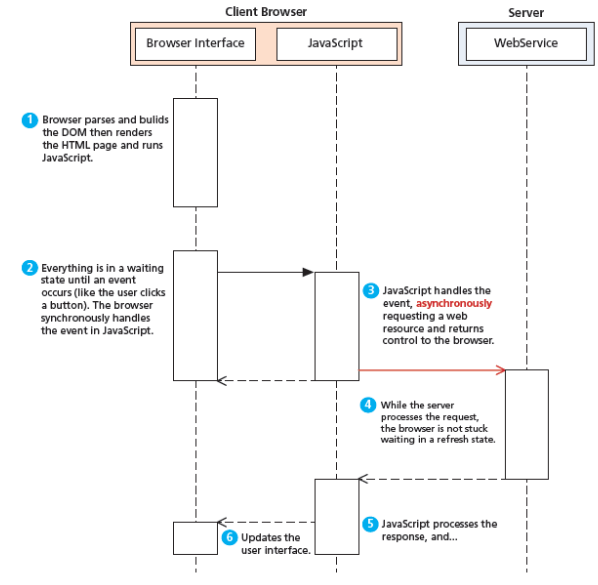 Client Browser
Server
Browser Interface
JavaScript
WebService
1 Browser parses and bulids
the DOM then renders
the HTML page and runs
JavaScript.
2 Everything is in a waiting
state until an event
occurs (like the user clicks
a button). The browser
synchronously handles
the event in JavaScript.
3 JavaScript handles the
event, asynchronously
requesting a web
resource and returns
control to the browser.
4 While the server
processes the request,
the browser is not stuck
waiting in a refresh state.
5 JavaScript processes the
response, and...
6 Updates the
user interface.